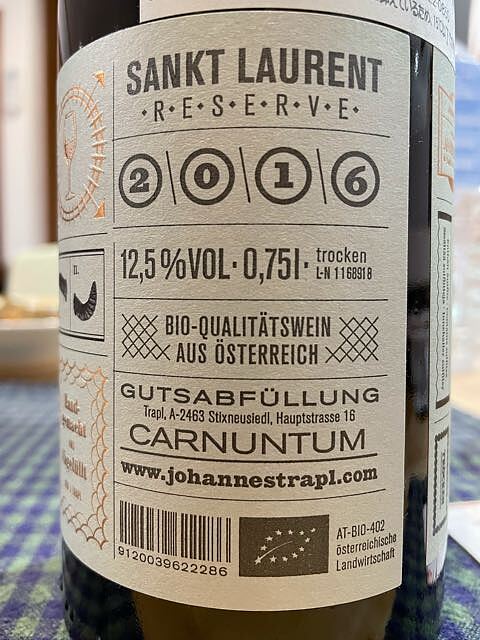 SANKT LAURENT
·R·E·S·E·R·V·E·
2\0\1\6
12,5 %VOL· 0,75l· trocken
L-N 1168918
BIO-QUALITÄTSWEIN
AUS ÖSTERREICH
GUTSABFÜLLUNG
Trapl, A-2463 Stixneusiedl, Hauptstrasse 16
CARNUNTUM
www.johannestrapl.com
9120039622286
AT-BIO-402
österreichische
Landwirtschaft
II.